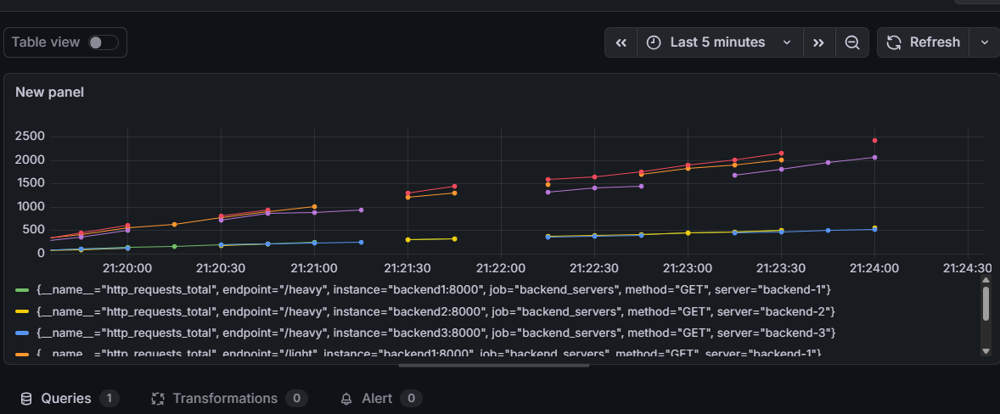 Table view
Last 5 minutes
Refresh
New panel
2500
2000
1500
1000
500
0
21:20:00 21:20:30 21:21:00 21:21:30 21:22:00 21:22:30 21:23:00 21:23:30 21:24:00 21:24:30
{__name__="http_requests_total", endpoint="/heavy", instance="backend1:8000", job="backend_servers", method="GET", server="backend-1"}
{__name__="http_requests_total", endpoint="/heavy", instance="backend2:8000", job="backend_servers", method="GET", server="backend-2"}
{__name__="http_requests_total", endpoint="/heavy", instance="backend3:8000", job="backend_servers", method="GET", server="backend-3"}
{__name__="http_requests_total", endpoint="/light", instance="backend1:8000", job="backend_servers", method="GET", server="backend-1"}
Queries 1 Transformations 0 Alert 0